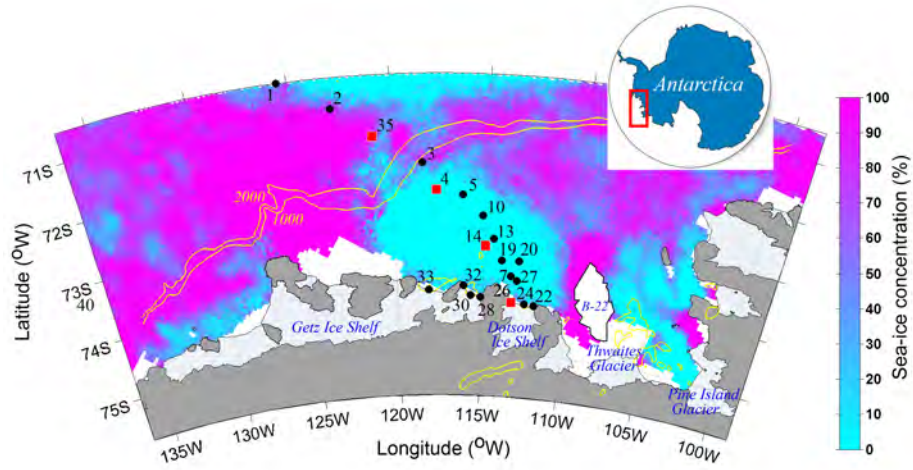 Antarctica
1
2
35
3
4
5
10
13
14
19
20
7
27
26
24
22
33
32
30
28
2000
1000
B-22
Getz Ice Shelf
Dotson
Ice Shelf
Thwaites
Glacier
Pine Island
Glacier
Latitude (°W)
71S
72S
73S
40
74S
75S
135W
130W
125W
120W
115W
110W
105W
100W
Longitude (°W)
100
90
80
70
60
50
40
30
20
10
0
Sea-ice concentration (%)